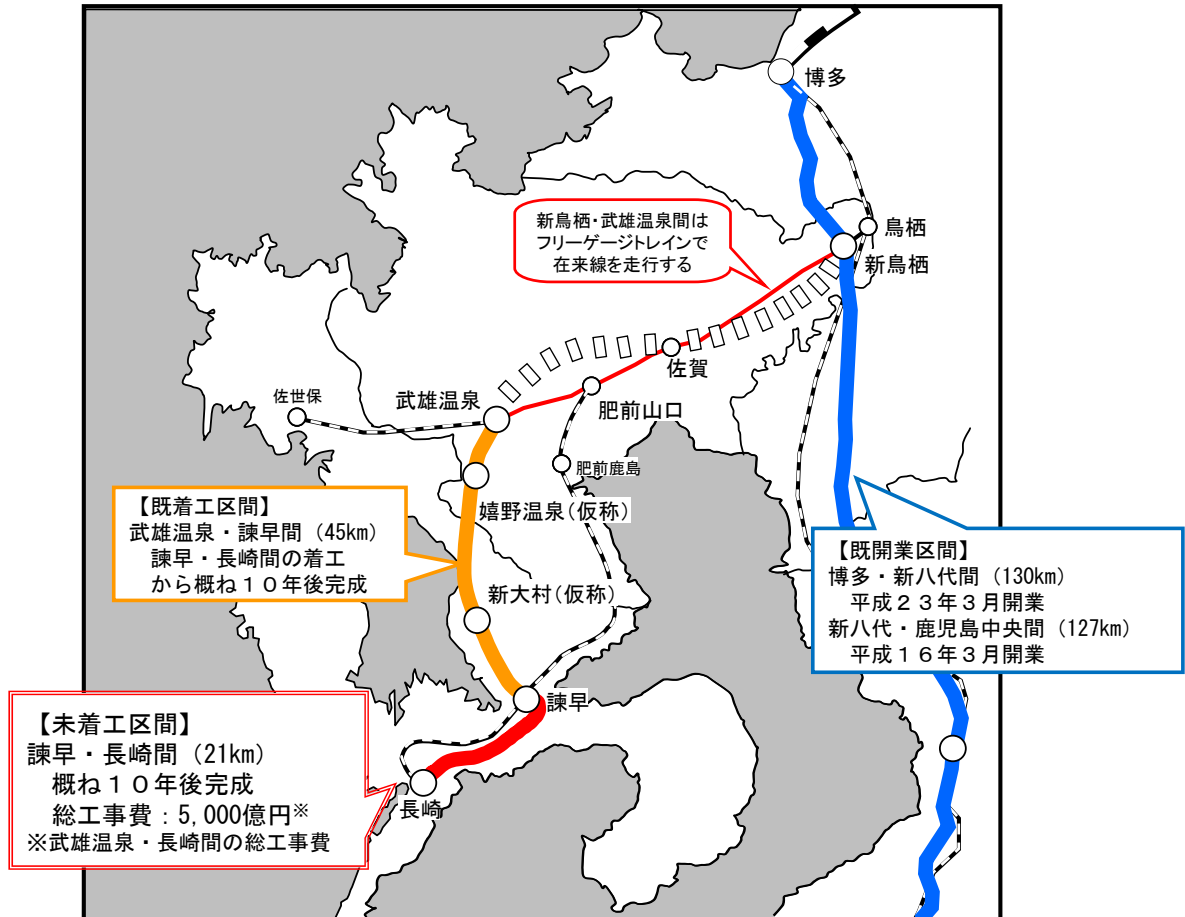 博多
鳥栖
新鳥栖
新鳥栖・武雄温泉間は
フリーゲージトレインで
在来線を走行する
佐賀
武雄温泉
佐世保
肥前山口
肥前鹿島
【既着工区間】
武雄温泉・諫早間(45km)
諫早・長崎間の着工
から概ね10年後完成
嬉野温泉(仮称)
新大村(仮称)
【既開業区間】
博多・新八代間(130km)
平成23年3月開業
新八代・鹿児島中央間(127km)
平成16年3月開業
諫早
【未着工区間】
諫早・長崎間(21km)
概ね10年後完成
総工事費:5,000億円※
※武雄温泉・長崎間の総工事費
長崎